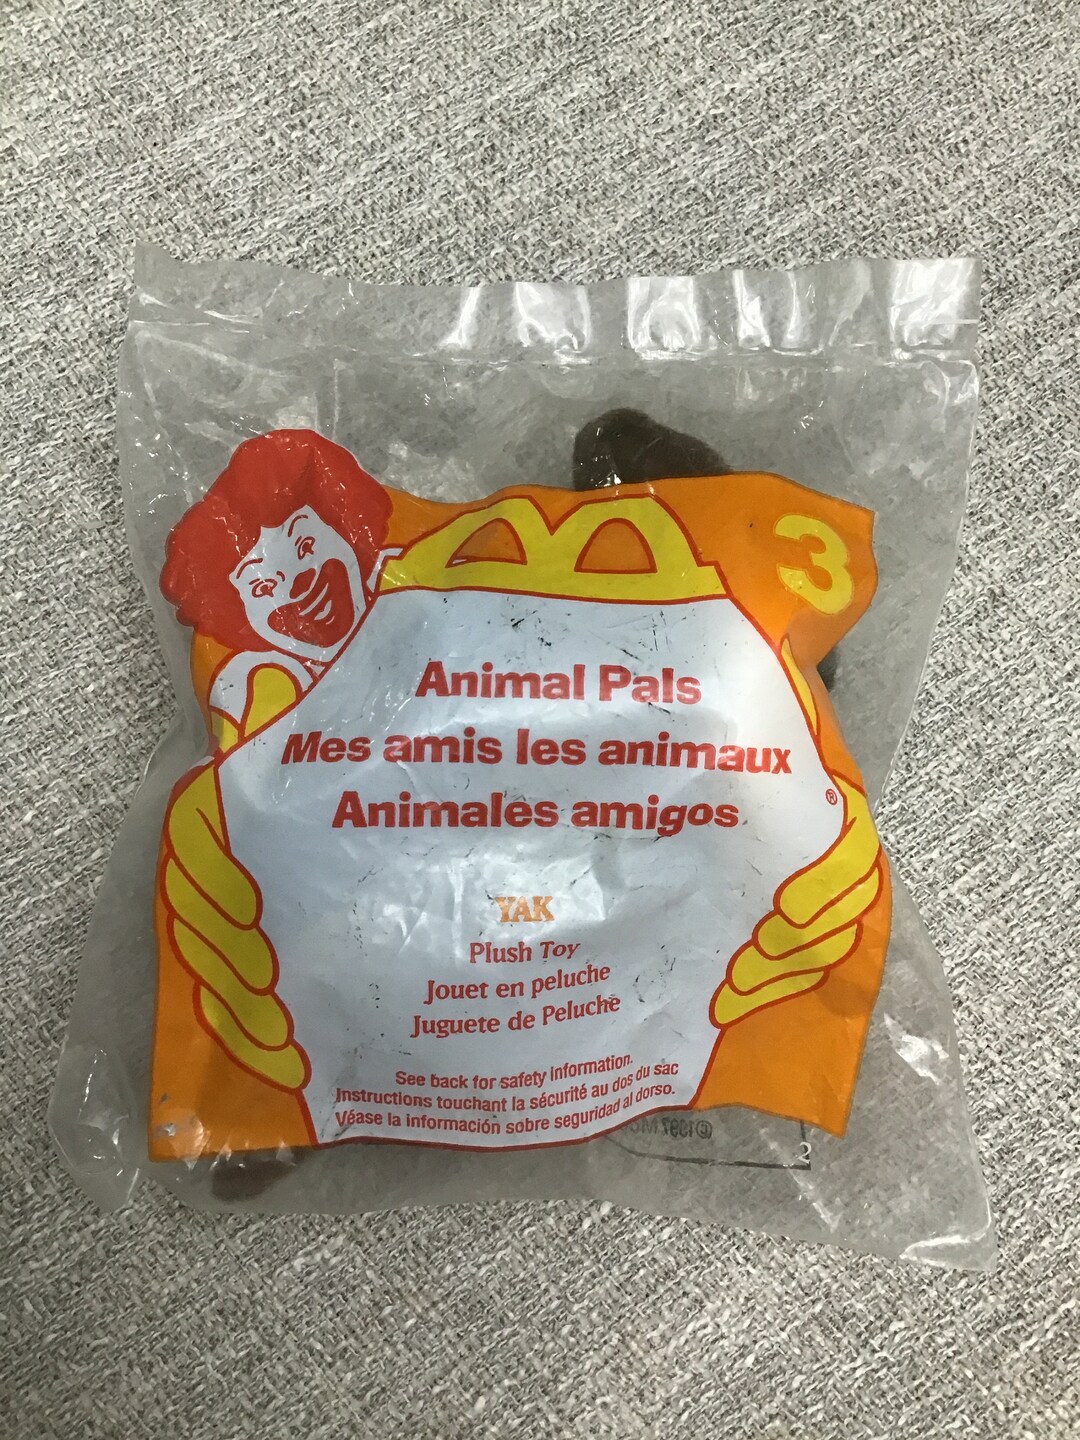 3
Animal Pals
Mes amis les animaux
Animales amigos
®
YAK
Plush Toy
Jouet en peluche
Juguete de Peluche
See back for safety information.
Instructions touchant la sécurité au dos du sac
Véase la información sobre seguridad al dorso.
©1997